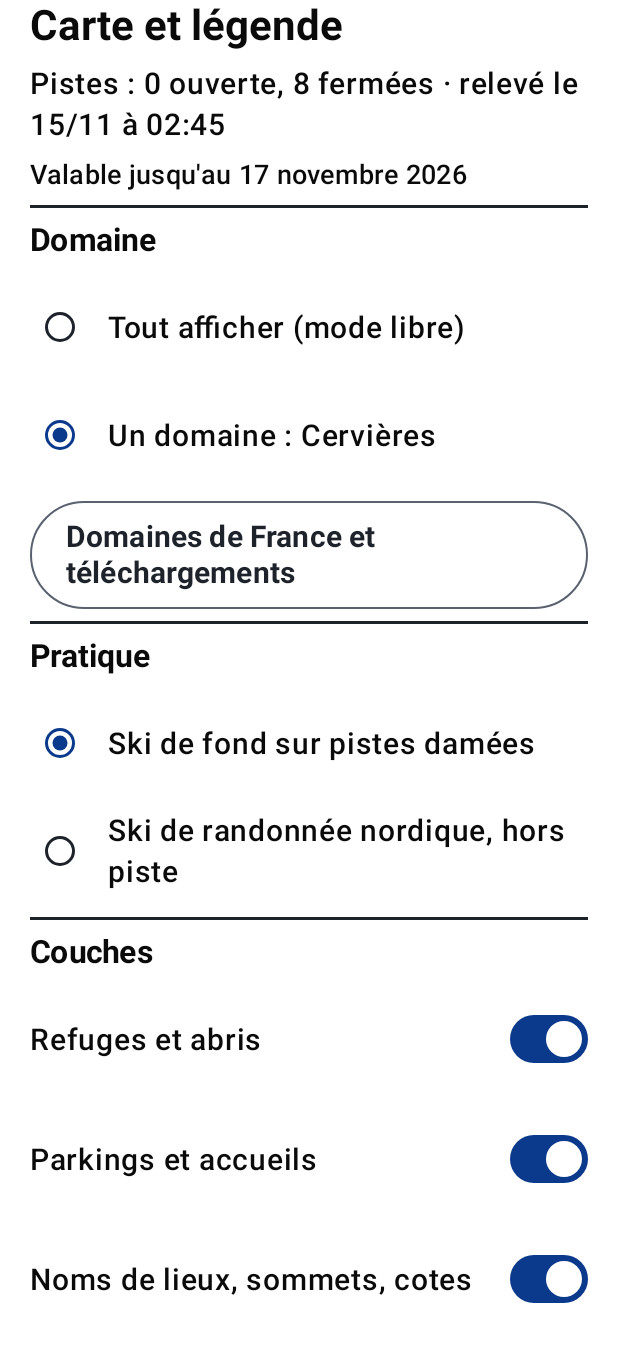 Carte et légende
Pistes : 0 ouverte, 8 fermées · relevé le
15/11 à 02:45
Valable jusqu'au 17 novembre 2026
Domaine
Tout afficher (mode libre)
Un domaine : Cervières
Domaines de France et
téléchargements
Pratique
Ski de fond sur pistes damées
Ski de randonnée nordique, hors
piste
Couches
Refuges et abris
Parkings et accueils
Noms de lieux, sommets, cotes